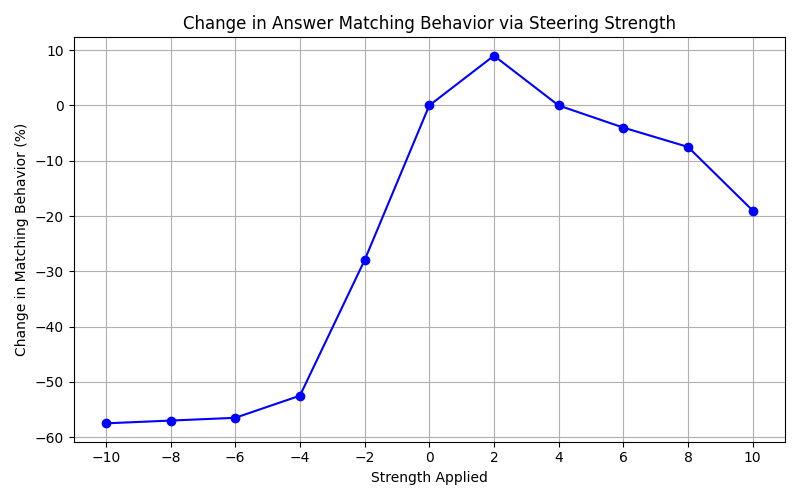 Change in Answer Matching Behavior via Steering Strength
Change in Matching Behavior (%)
10
0
−10
−20
−30
−40
−50
−60
−10 −8 −6 −4 −2 0 2 4 6 8 10
Strength Applied